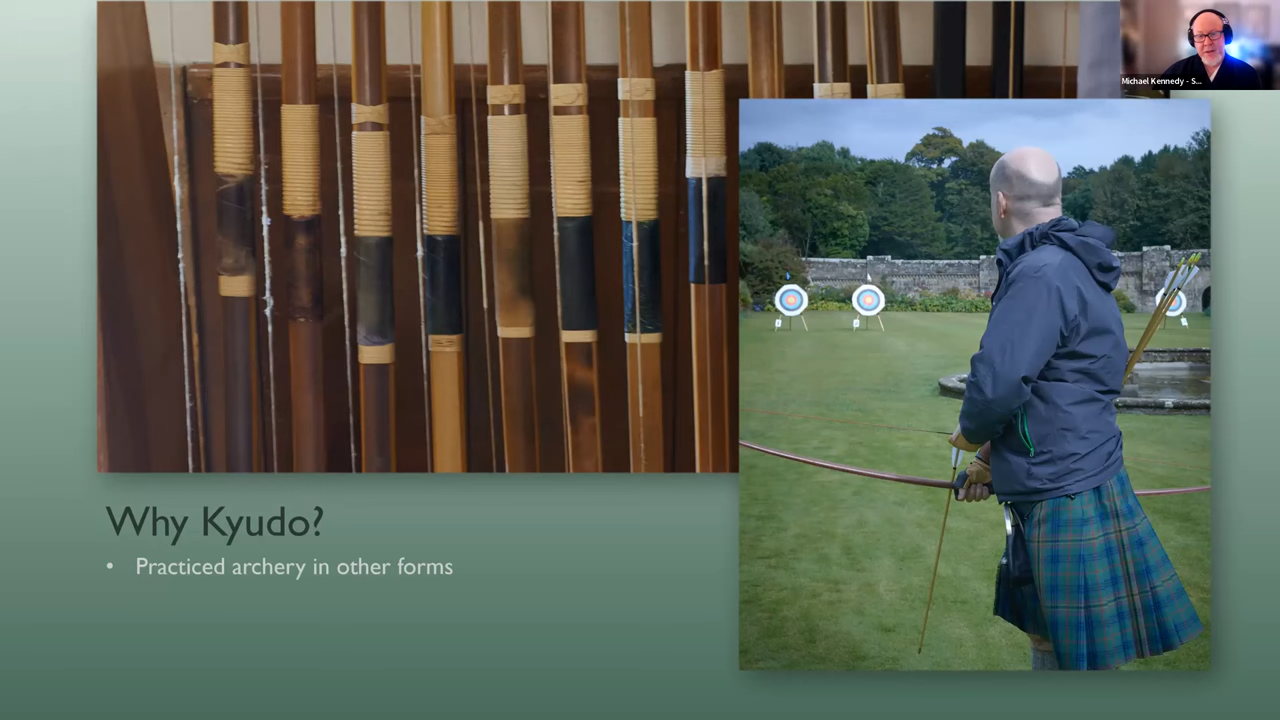 Michael Kennedy - S...
Why Kyudo?
• Practiced archery in other forms